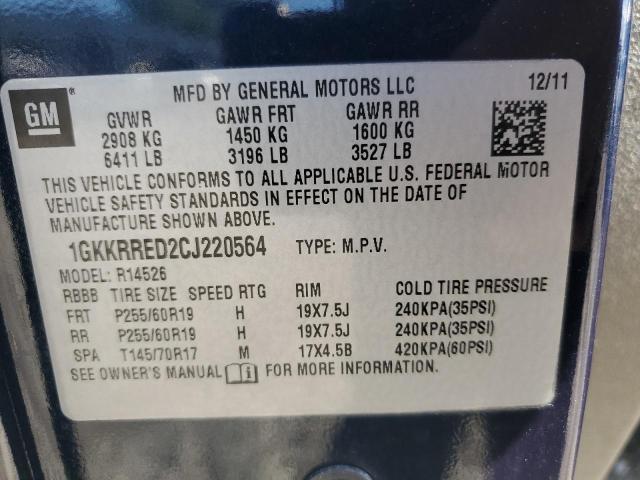 GM
®
MFD BY GENERAL MOTORS LLC 12/11
GVWR GAWR FRT GAWR RR
2908 KG 1450 KG 1600 KG
6411 LB 3196 LB 3527 LB
THIS VEHICLE CONFORMS TO ALL APPLICABLE U.S. FEDERAL MOTOR
VEHICLE SAFETY STANDARDS IN EFFECT ON THE DATE OF
MANUFACTURE SHOWN ABOVE.
1GKKRRED2CJ220564 TYPE: M.P.V.
MODEL: R14526
RBBB TIRE SIZE SPEED RTG RIM COLD TIRE PRESSURE
FRT P255/60R19 H 19X7.5J 240KPA(35PSI)
RR P255/60R19 H 19X7.5J 240KPA(35PSI)
SPA T145/70R17 M 17X4.5B 420KPA(60PSI)
SEE OWNER'S MANUAL FOR MORE INFORMATION.